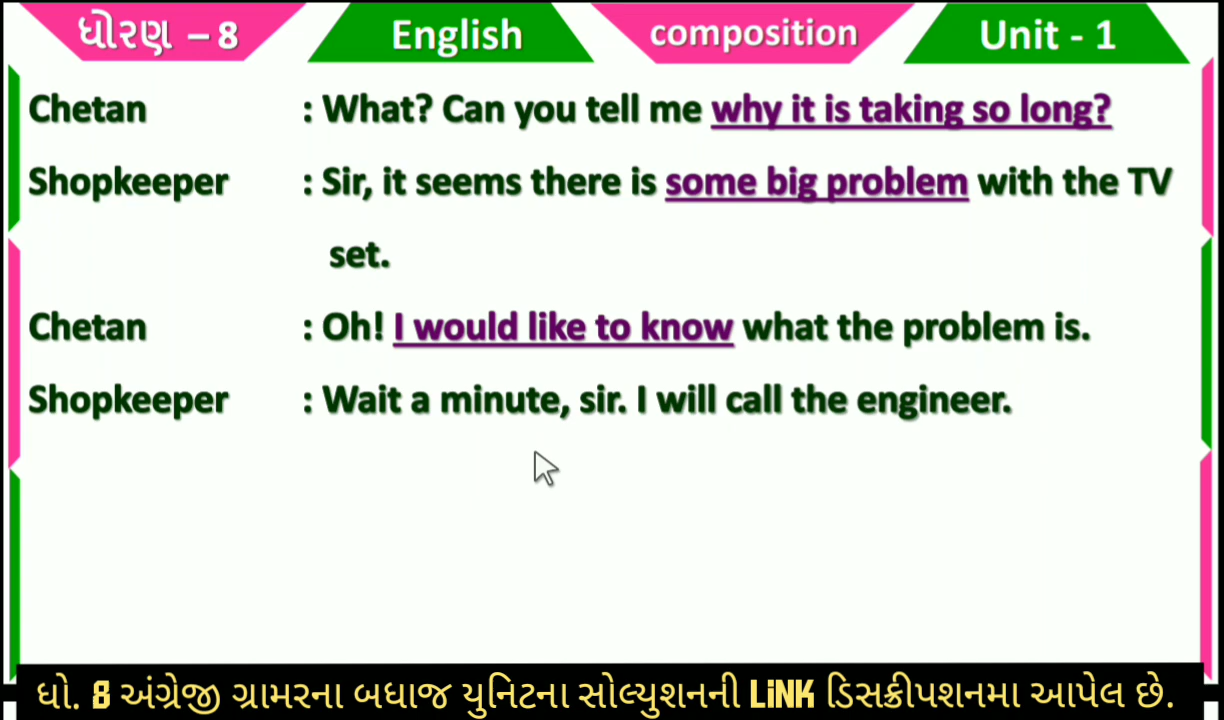 ધોરણ – 8 English composition Unit - 1
Chetan : What? Can you tell me why it is taking so long?
Shopkeeper : Sir, it seems there is some big problem with the TV
set.
Chetan : Oh! I would like to know what the problem is.
Shopkeeper : Wait a minute, sir. I will call the engineer.
ધો. 8 અંગ્રેજી ગ્રામરના બધાજ યુનિટના સોલ્યુશનની LiNK ડિસક્રીપશનમા આપેલ છે.